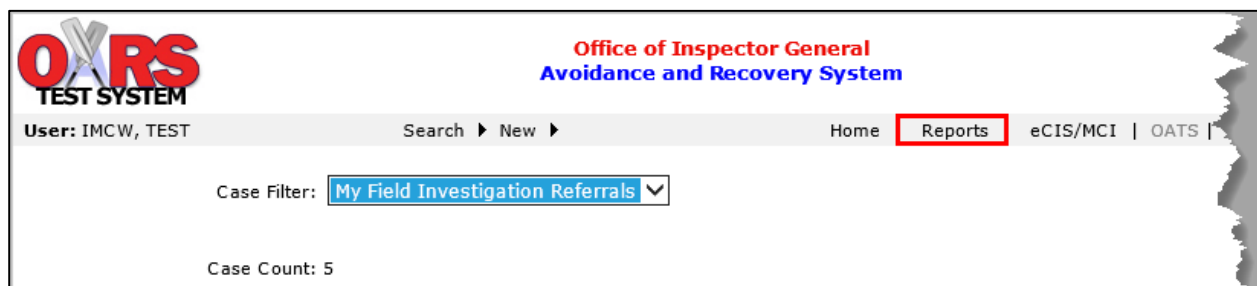 OARS
TEST SYSTEM
Office of Inspector General
Avoidance and Recovery System
User: IMCW, TEST Search New Home Reports eCIS/MCI | OATS |
Case Filter: My Field Investigation Referrals
Case Count: 5